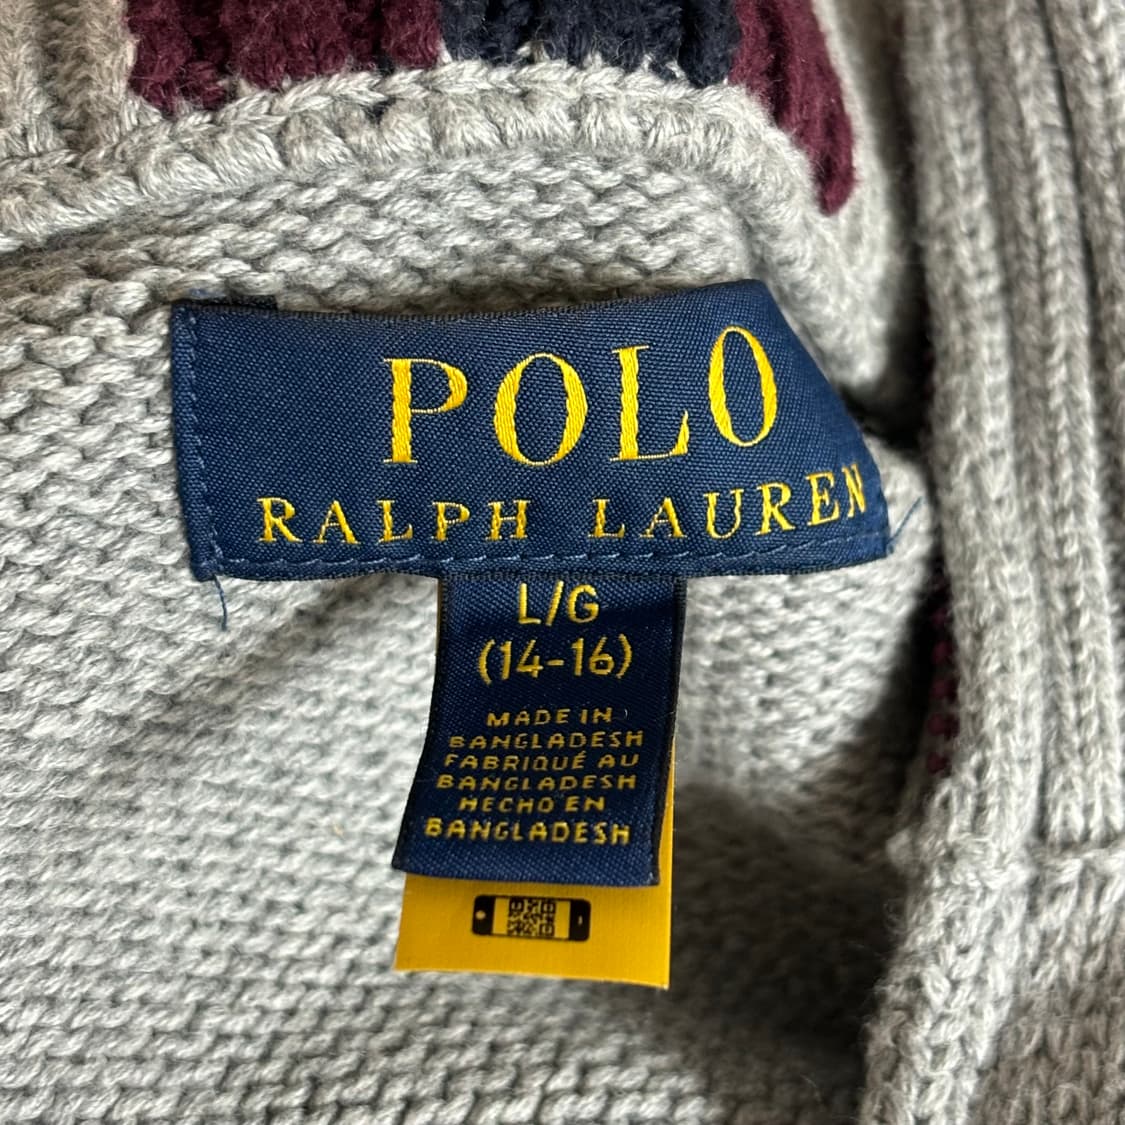 POLO
RALPH LAUREN
L/G
(14-16)
MADE IN
BANGLADESH
FABRIQUÉ AU
BANGLADESH
HECHO EN
BANGLADESH